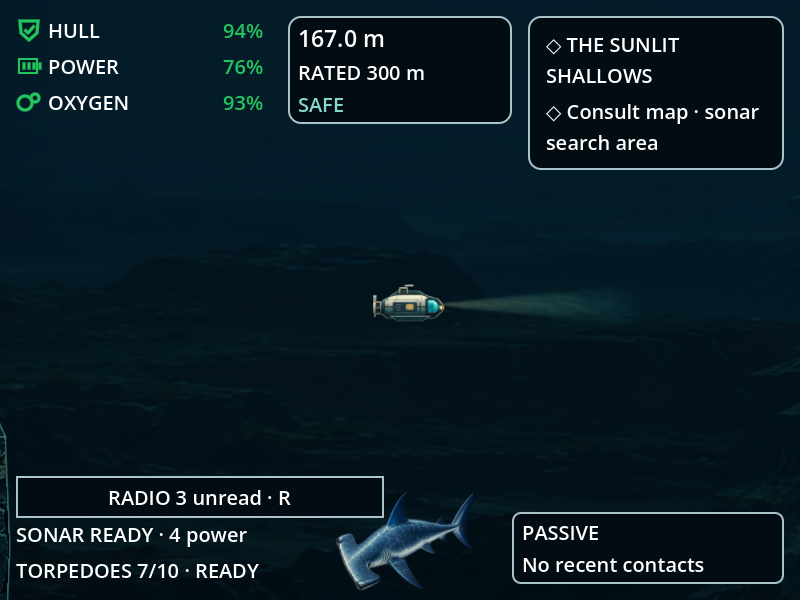 HULL 94%
POWER 76%
OXYGEN 93%
167.0 m
RATED 300 m
SAFE
◇ THE SUNLIT
SHALLOWS
◇ Consult map · sonar
search area
RADIO 3 unread · R
SONAR READY · 4 power
TORPEDOES 7/10 · READY
PASSIVE
No recent contacts